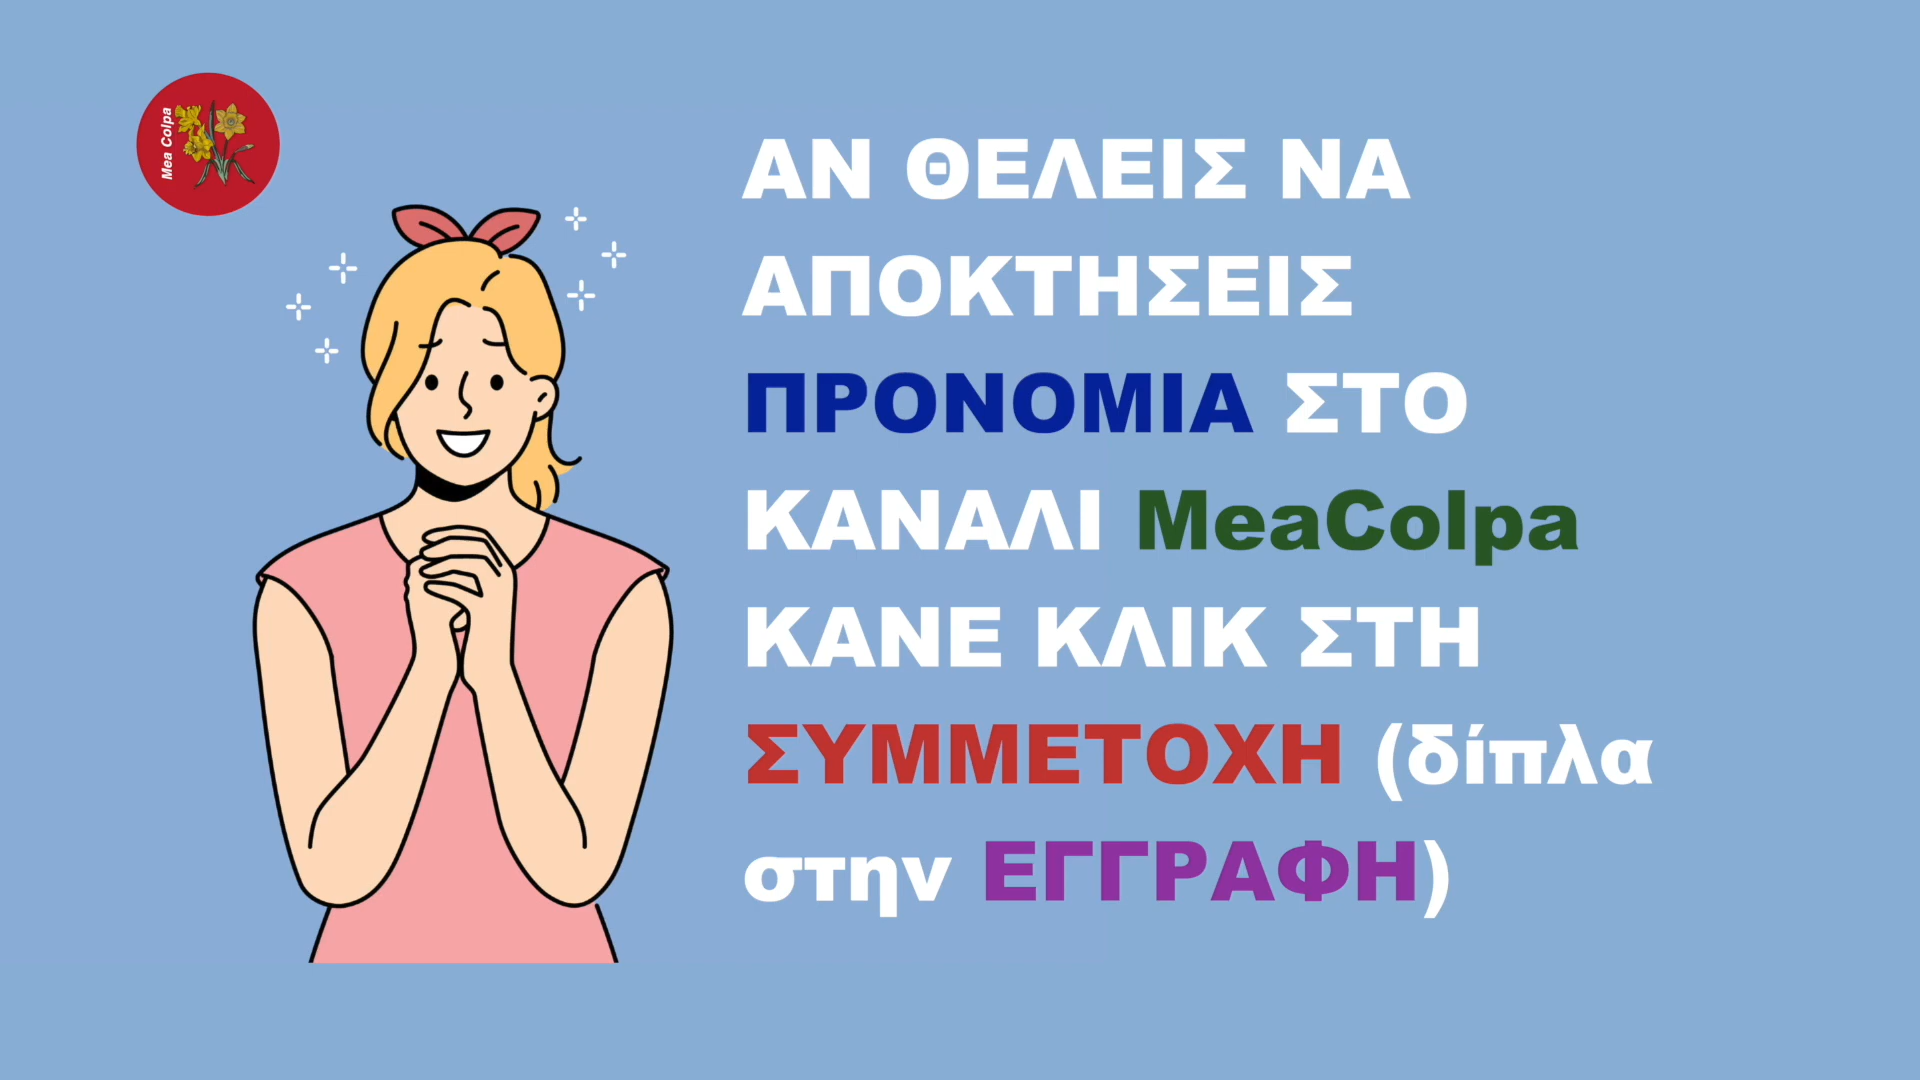 Mea Colpa
ΑΝ ΘΕΛΕΙΣ ΝΑ
ΑΠΟΚΤΗΣΕΙΣ
ΠΡΟΝΟΜΙΑ ΣΤΟ
ΚΑΝΑΛΙ MeaColpa
ΚΑΝΕ ΚΛΙΚ ΣΤΗ
ΣΥΜΜΕΤΟΧΗ (δίπλα
στην ΕΓΓΡΑΦΗ)